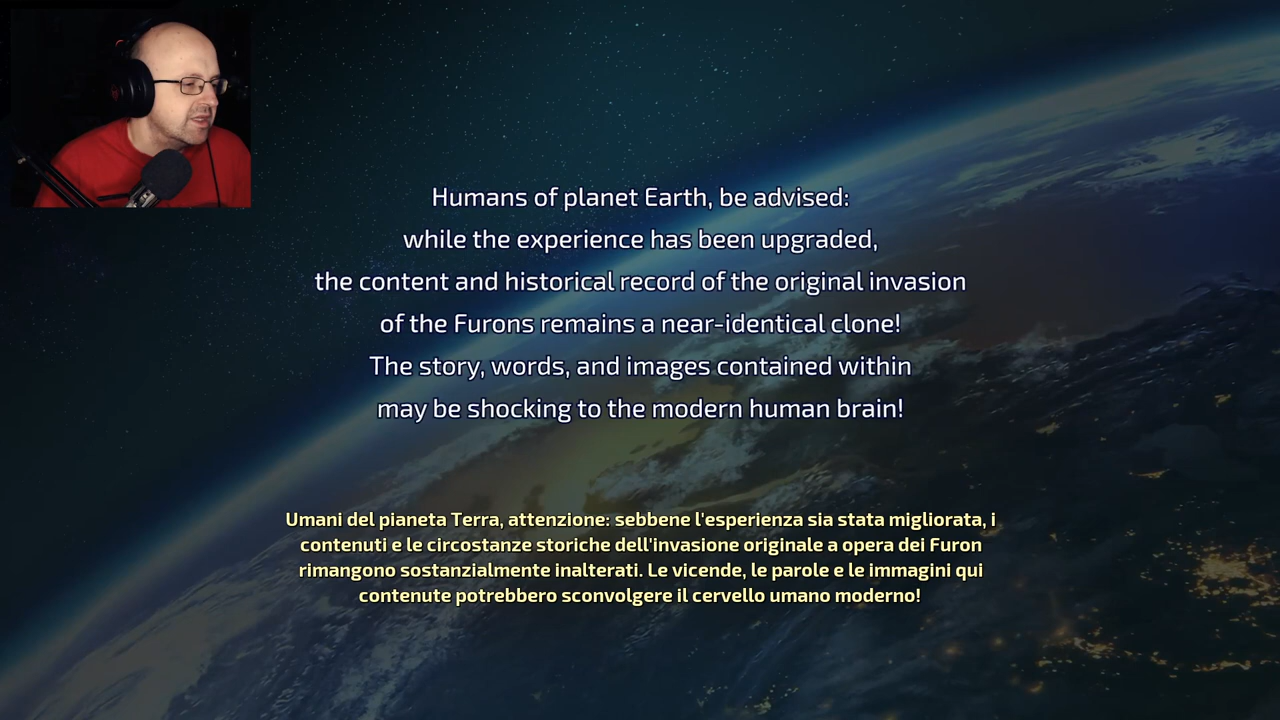 Humans of planet Earth, be advised:
while the experience has been upgraded,
the content and historical record of the original invasion
of the Furons remains a near-identical clone!
The story, words, and images contained within
may be shocking to the modern human brain!
Umani del pianeta Terra, attenzione: sebbene l'esperienza sia stata migliorata, i
contenuti e le circostanze storiche dell'invasione originale a opera dei Furon
rimangono sostanzialmente inalterati. Le vicende, le parole e le immagini qui
contenute potrebbero sconvolgere il cervello umano moderno!